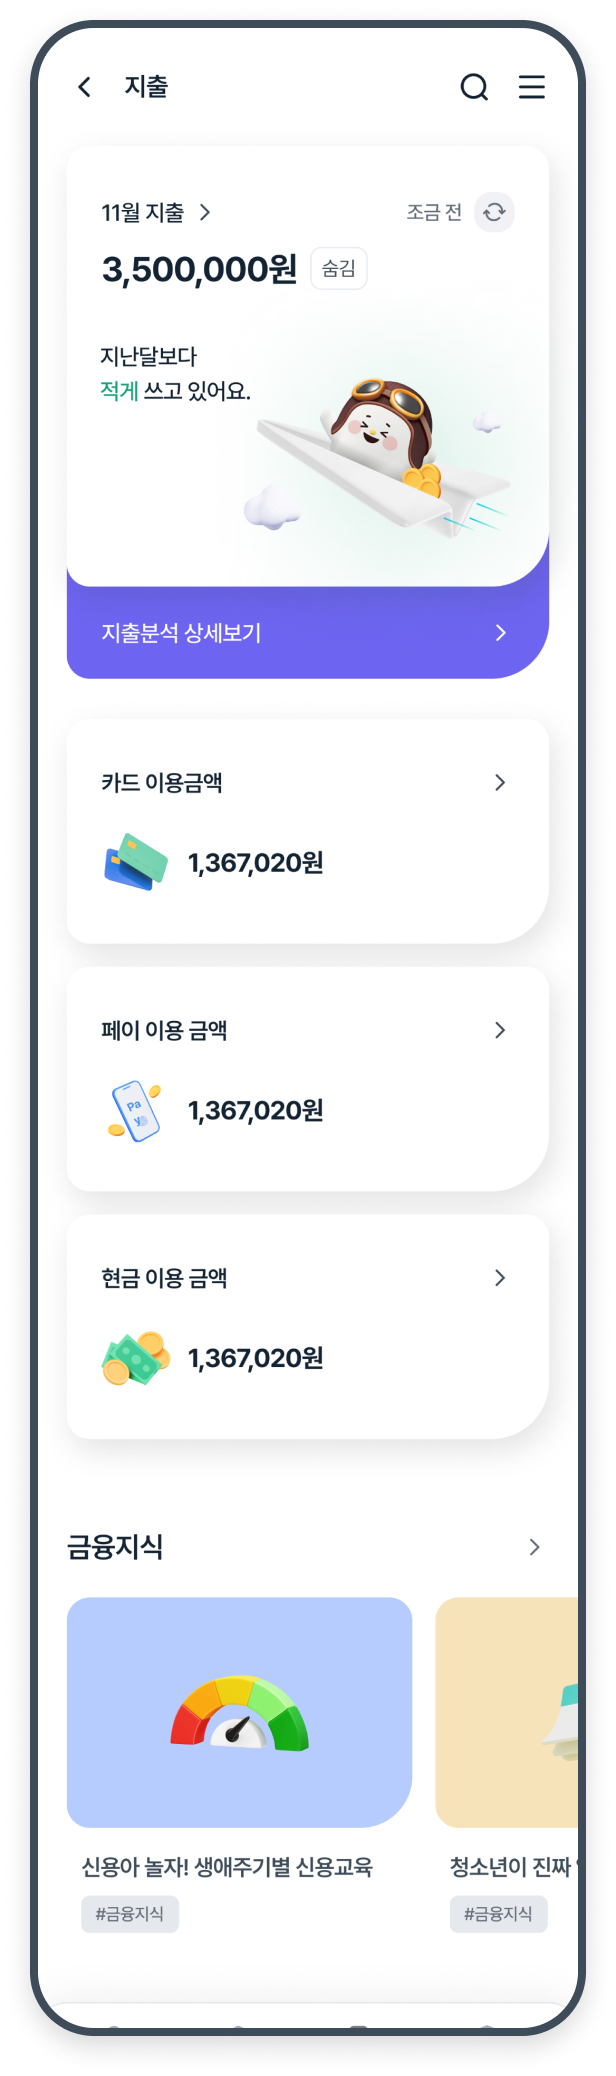 지출
11월 지출
조금 전
3,500,000원
숨김
지난달보다
적게 쓰고 있어요.
지출분석 상세보기
카드 이용금액
1,367,020원
페이 이용 금액
Pa
y
1,367,020원
현금 이용 금액
1,367,020원
금융지식
신용아 놀자! 생애주기별 신용교육
#금융지식
청소년이 진짜
#금융지식